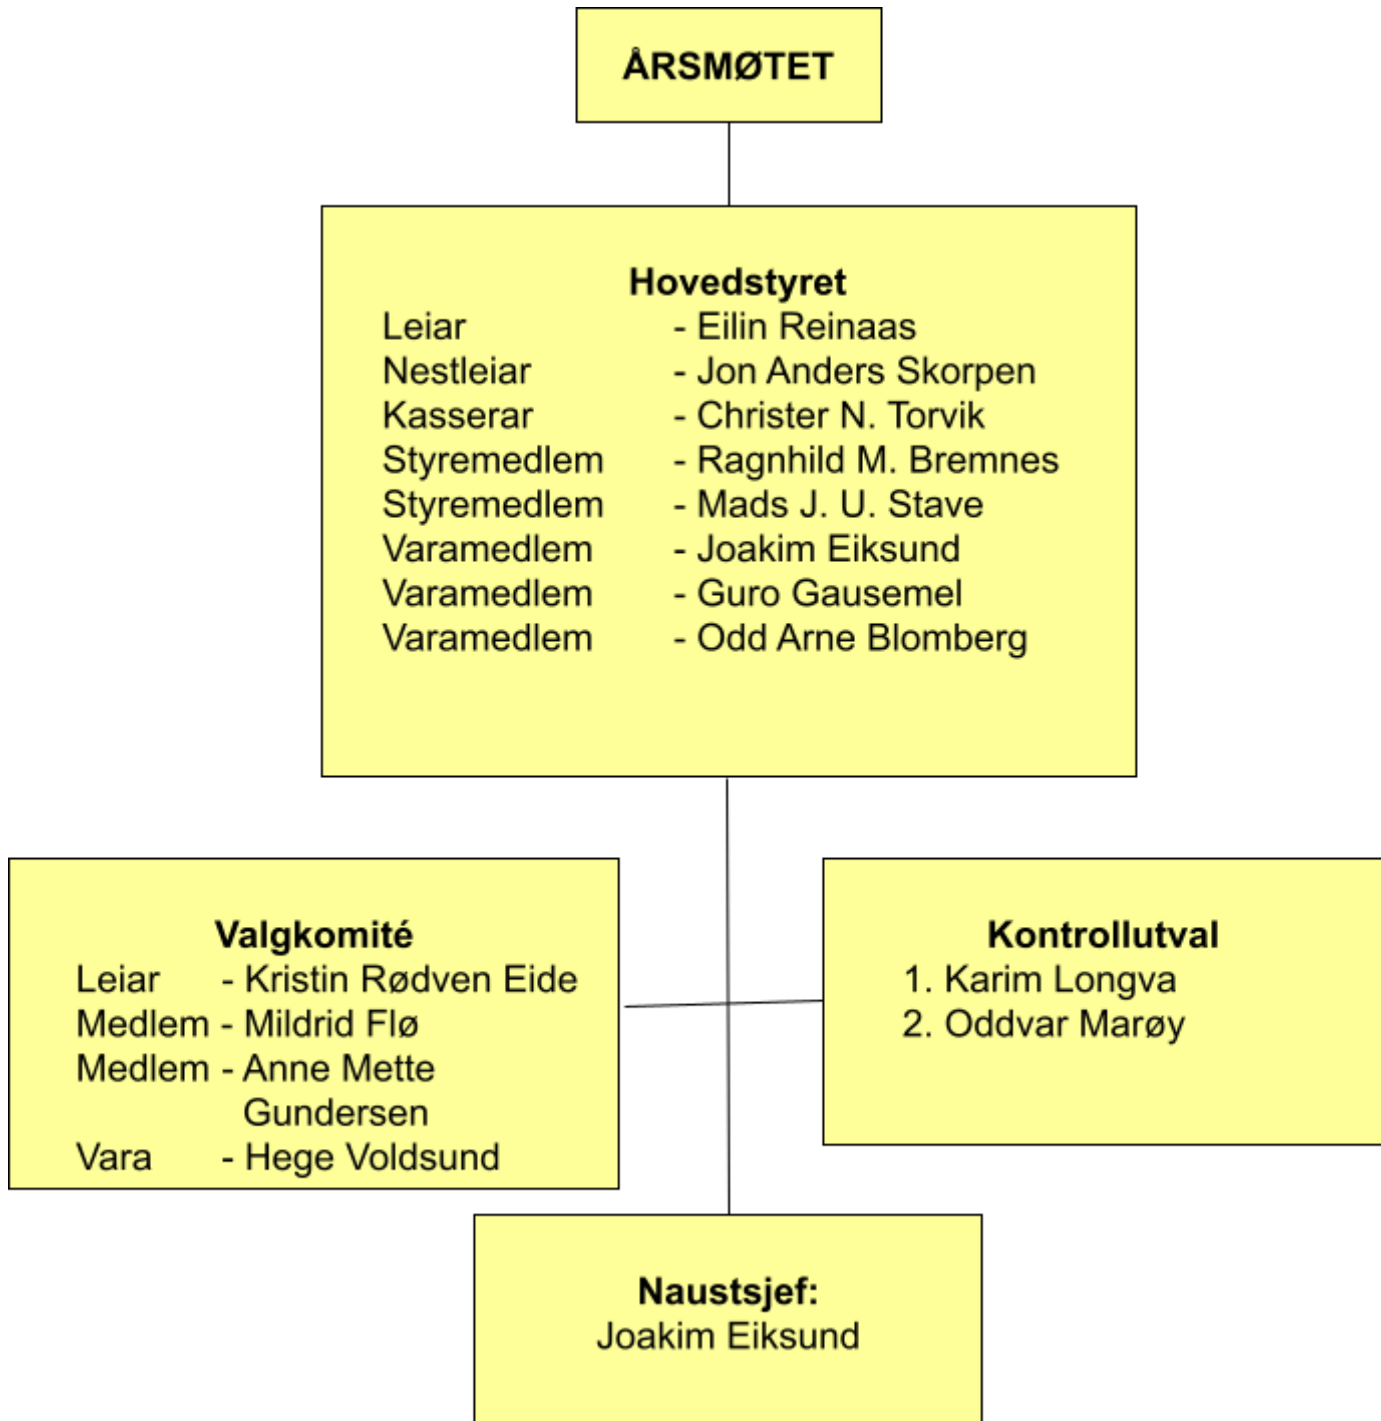 ÅRSMØTET
Hovedstyret
Leiar - Eilin Reinaas
Nestleiar - Jon Anders Skorpen
Kasserar - Christer N. Torvik
Styremedlem - Ragnhild M. Bremnes
Styremedlem - Mads J. U. Stave
Varamedlem - Joakim Eiksund
Varamedlem - Guro Gausemel
Varamedlem - Odd Arne Blomberg
Valgkomité
Leiar - Kristin Rødven Eide
Medlem - Mildrid Flø
Medlem - Anne Mette
Gundersen
Vara - Hege Voldsund
Kontrollutval
1. Karim Longva
2. Oddvar Marøy
Naustsjef:
Joakim Eiksund